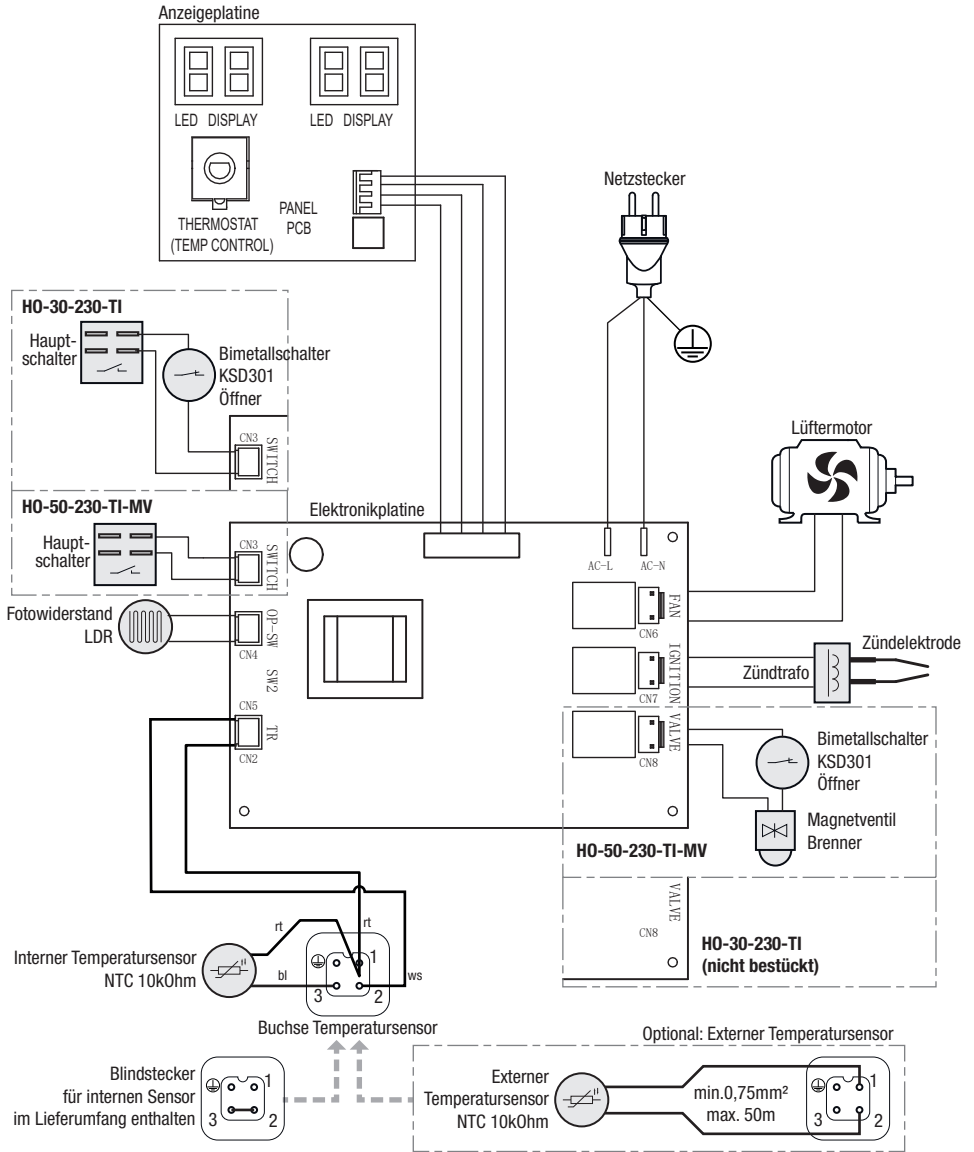 Anzeigeplatine
LED DISPLAY
LED DISPLAY
THERMOSTAT
(TEMP CONTROL)
PANEL
PCB
Netzstecker
HO-30-230-TI
Haupt-
schalter
Bimetallschalter
KSD301
Öffner
CN3
SWITCH
Lüftermotor
HO-50-230-TI-MV
Haupt-
schalter
CN3
SWITCH
Elektronikplatine
AC-L
AC-N
FAN
CN6
Fotowiderstand
LDR
OP-SW
CN4
SW2
IGNITION
CN7
Zündtrafo
Zündelektrode
CN5
TR
CN2
VALVE
CN8
Bimetallschalter
KSD301
Öffner
Magnetventil
Brenner
HO-50-230-TI-MV
VALVE
CN8
HO-30-230-TI
(nicht bestückt)
Interner Temperatursensor
NTC 10kOhm
rt
rt
bl
ws
1
3
2
Buchse Temperatursensor
Blindstecker
für internen Sensor
im Lieferumfang enthalten
1
3
2
Optional: Externer Temperatursensor
Externer
Temperatursensor
NTC 10kOhm
min.0,75mm²
max. 50m
1
3
2